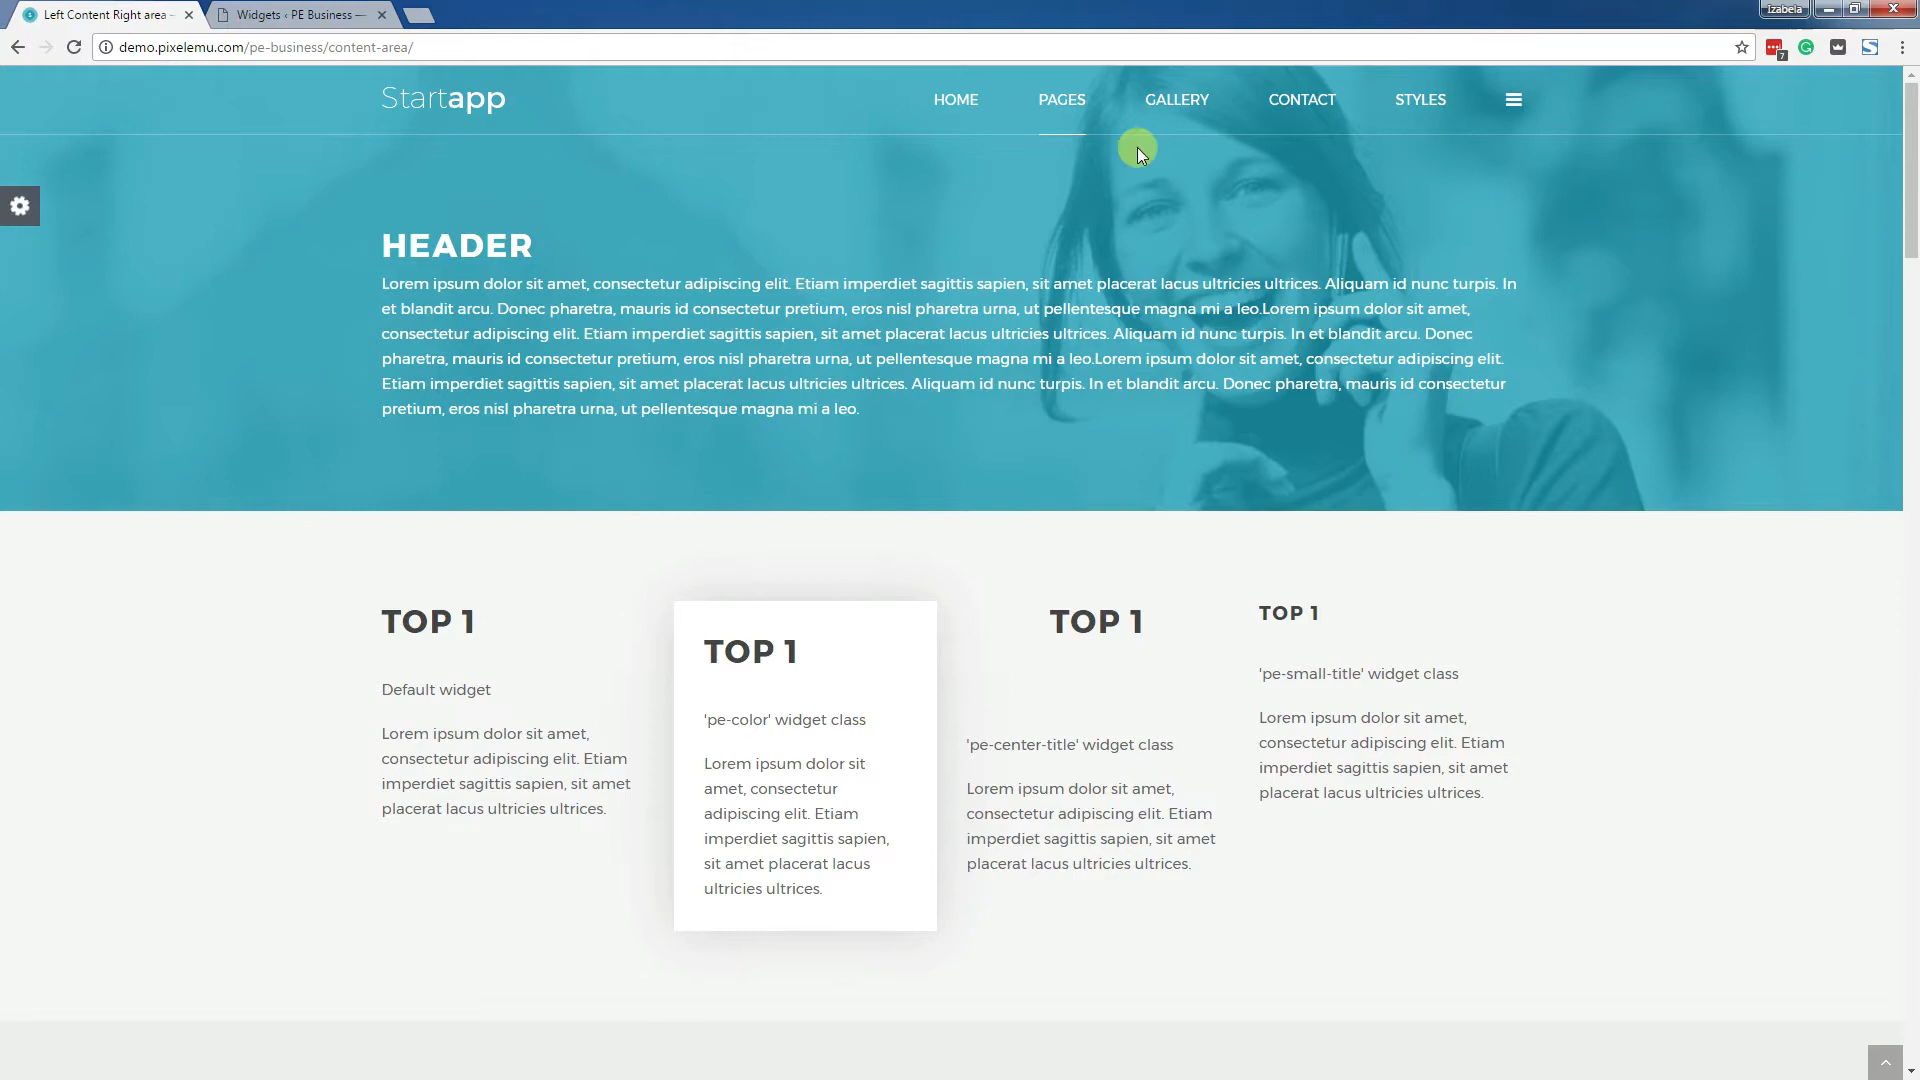 Left Content Right area -
Widgets ‹ PE Business —
Izabela
demo.pixelemu.com/pe-business/content-area/
7
Startapp
HOME
PAGES
GALLERY
CONTACT
STYLES
HEADER
Lorem ipsum dolor sit amet, consectetur adipiscing elit. Etiam imperdiet sagittis sapien, sit amet placerat lacus ultricies ultrices. Aliquam id nunc turpis. In
et blandit arcu. Donec pharetra, mauris id consectetur pretium, eros nisl pharetra urna, ut pellentesque magna mi a leo.Lorem ipsum dolor sit amet,
consectetur adipiscing elit. Etiam imperdiet sagittis sapien, sit amet placerat lacus ultricies ultrices. Aliquam id nunc turpis. In et blandit arcu. Donec
pharetra, mauris id consectetur pretium, eros nisl pharetra urna, ut pellentesque magna mi a leo.Lorem ipsum dolor sit amet, consectetur adipiscing elit.
Etiam imperdiet sagittis sapien, sit amet placerat lacus ultricies ultrices. Aliquam id nunc turpis. In et blandit arcu. Donec pharetra, mauris id consectetur
pretium, eros nisl pharetra urna, ut pellentesque magna mi a leo.
TOP 1
Default widget
Lorem ipsum dolor sit amet,
consectetur adipiscing elit. Etiam
imperdiet sagittis sapien, sit amet
placerat lacus ultricies ultrices.
TOP 1
'pe-color' widget class
Lorem ipsum dolor sit
amet, consectetur
adipiscing elit. Etiam
imperdiet sagittis sapien,
sit amet placerat lacus
ultricies ultrices.
TOP 1
'pe-center-title' widget class
Lorem ipsum dolor sit amet,
consectetur adipiscing elit. Etiam
imperdiet sagittis sapien, sit amet
placerat lacus ultricies ultrices.
TOP 1
'pe-small-title' widget class
Lorem ipsum dolor sit amet,
consectetur adipiscing elit. Etiam
imperdiet sagittis sapien, sit amet
placerat lacus ultricies ultrices.